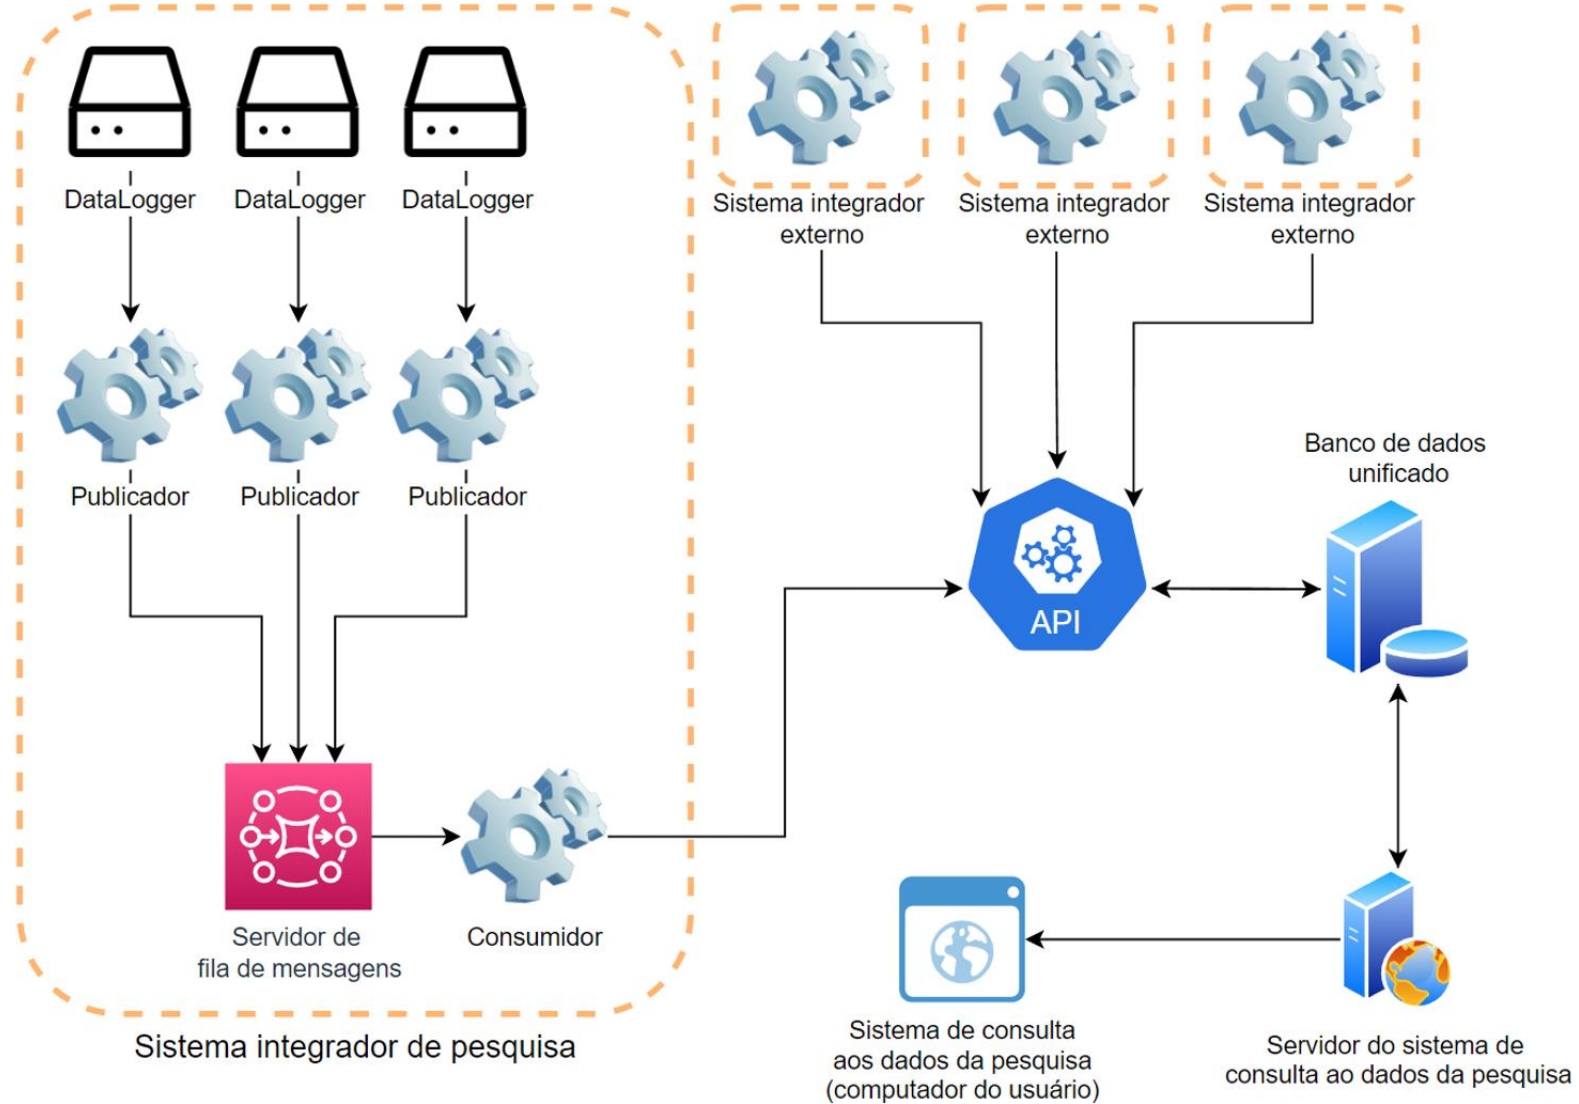 DataLogger
DataLogger
DataLogger
Sistema integrador
externo
Sistema integrador
externo
Sistema integrador
externo
Publicador
Publicador
Publicador
Banco de dados
unificado
API
Servidor de
fila de mensagens
Consumidor
Sistema integrador de pesquisa
Sistema de consulta
aos dados da pesquisa
(computador do usuário)
Servidor do sistema de
consulta ao dados da pesquisa